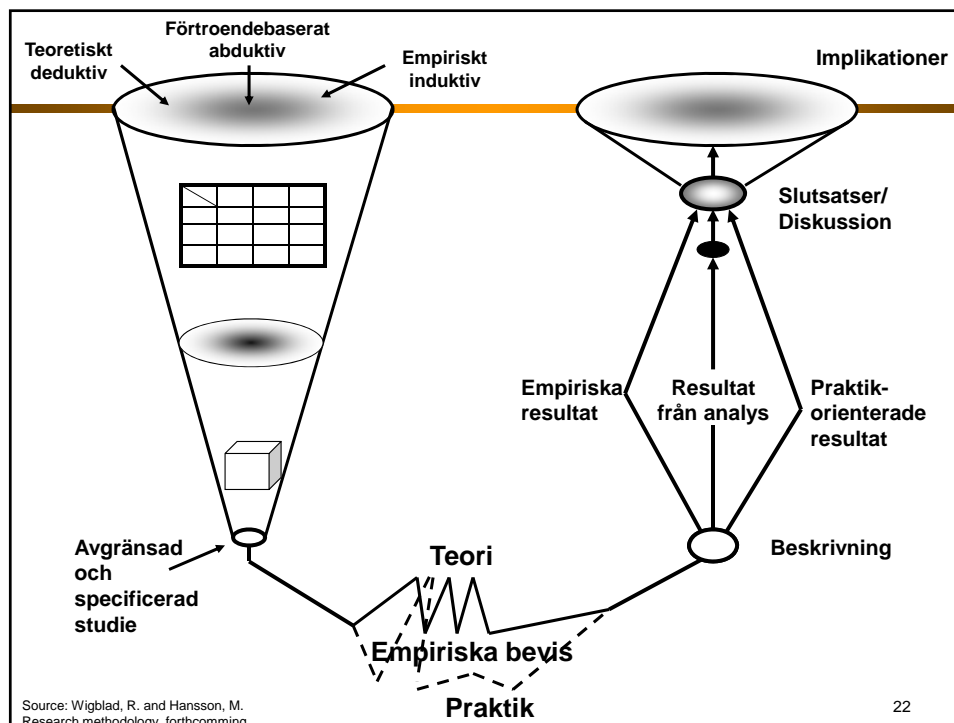 Förtroendebaserat
abduktiv
Teoretiskt
deduktiv
Empiriskt
induktiv
Implikationer
Slutsatser/
Diskussion
Empiriska
resultat
Resultat
från analys
Praktik-
orienterade
resultat
Avgränsad
och
specificerad
studie
Teori
Beskrivning
Empiriska bevis
Praktik
Source: Wigblad, R. and Hansson, M.
Research methodology, forthcomming
22